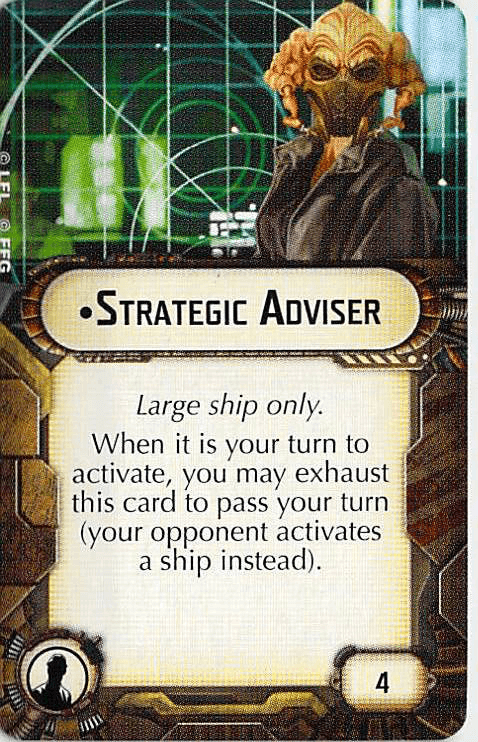 © LFL © FFG
•Strategic Adviser
Large ship only.
When it is your turn to
activate, you may exhaust
this card to pass your turn
(your opponent activates
a ship instead).
4